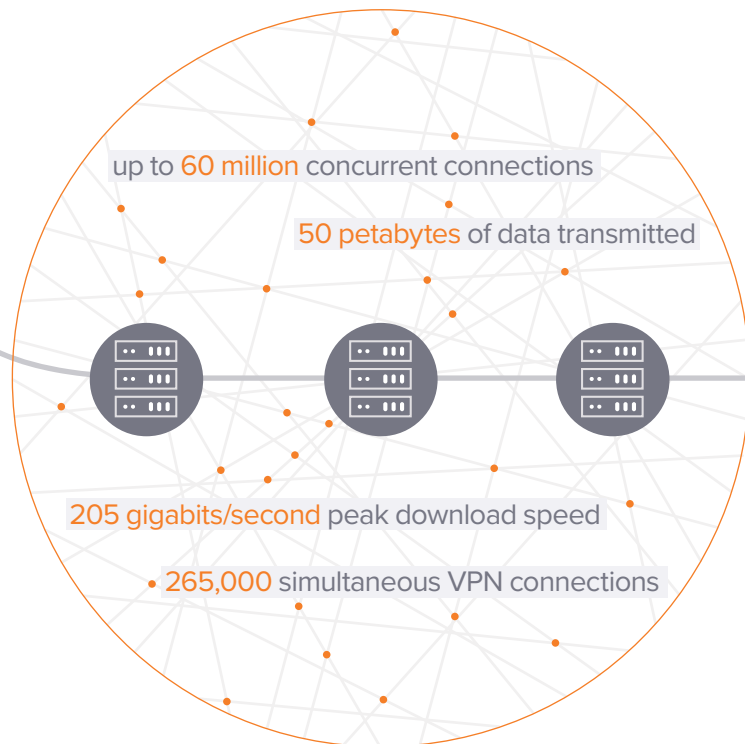 up to 60 million concurrent connections
50 petabytes of data transmitted
205 gigabits/second peak download speed
265,000 simultaneous VPN connections